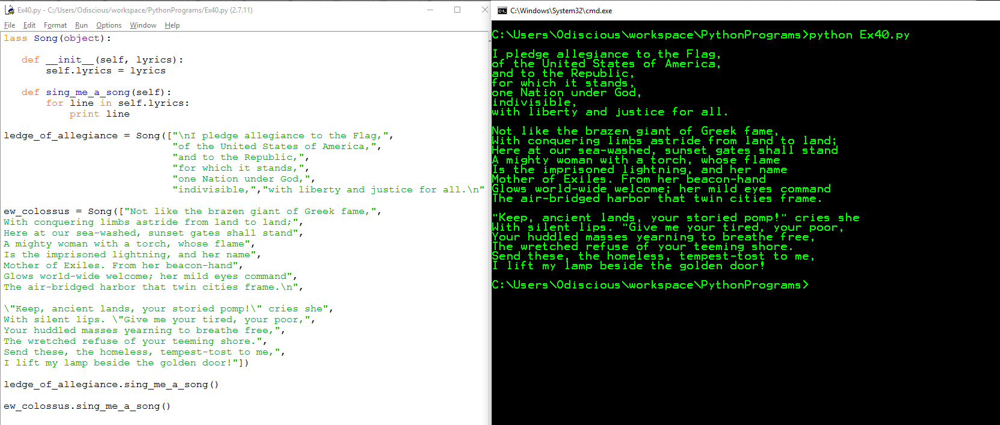 Ex40.py - C:/Users/Odiscious/workspace/PythonPrograms/Ex40.py (2.7.11)
File Edit Format Run Options Window Help
lass Song(object):
def __init__(self, lyrics):
self.lyrics = lyrics
def sing_me_a_song(self):
for line in self.lyrics:
print line
ledge_of_allegiance = Song(["\nI pledge allegiance to the Flag,",
"of the United States of America,",
"and to the Republic,",
"for which it stands,",
"one Nation under God,",
"indivisible,","with liberty and justice for all.\n"
ew_colossus = Song(["Not like the brazen giant of Greek fame,",
With conquering limbs astride from land to land;",
Here at our sea-washed, sunset gates shall stand",
A mighty woman with a torch, whose flame",
Is the imprisoned lightning, and her name",
Mother of Exiles. From her beacon-hand",
Glows world-wide welcome; her mild eyes command",
The air-bridged harbor that twin cities frame.\n",
\"Keep, ancient lands, your storied pomp!\" cries she",
With silent lips. \"Give me your tired, your poor,",
Your huddled masses yearning to breathe free,",
The wretched refuse of your teeming shore.",
Send these, the homeless, tempest-tost to me,",
I lift my lamp beside the golden door!"])
ledge_of_allegiance.sing_me_a_song()
ew_colossus.sing_me_a_song()
C:\Windows\System32\cmd.exe
C:\Users\Odiscious\workspace\PythonPrograms>python Ex40.py
I pledge allegiance to the Flag,
of the United States of America,
and to the Republic,
for which it stands,
one Nation under God,
indivisible,
with liberty and justice for all.
Not like the brazen giant of Greek fame,
With conquering limbs astride from land to land;
Here at our sea-washed, sunset gates shall stand
A mighty woman with a torch, whose flame
Is the imprisoned lightning, and her name
Mother of Exiles. From her beacon-hand
Glows world-wide welcome; her mild eyes command
The air-bridged harbor that twin cities frame.
"Keep, ancient lands, your storied pomp!" cries she
With silent lips. "Give me your tired, your poor,
Your huddled masses yearning to breathe free,
The wretched refuse of your teeming shore.
Send these, the homeless, tempest-tost to me,
I lift my lamp beside the golden door!
C:\Users\Odiscious\workspace\PythonPrograms>